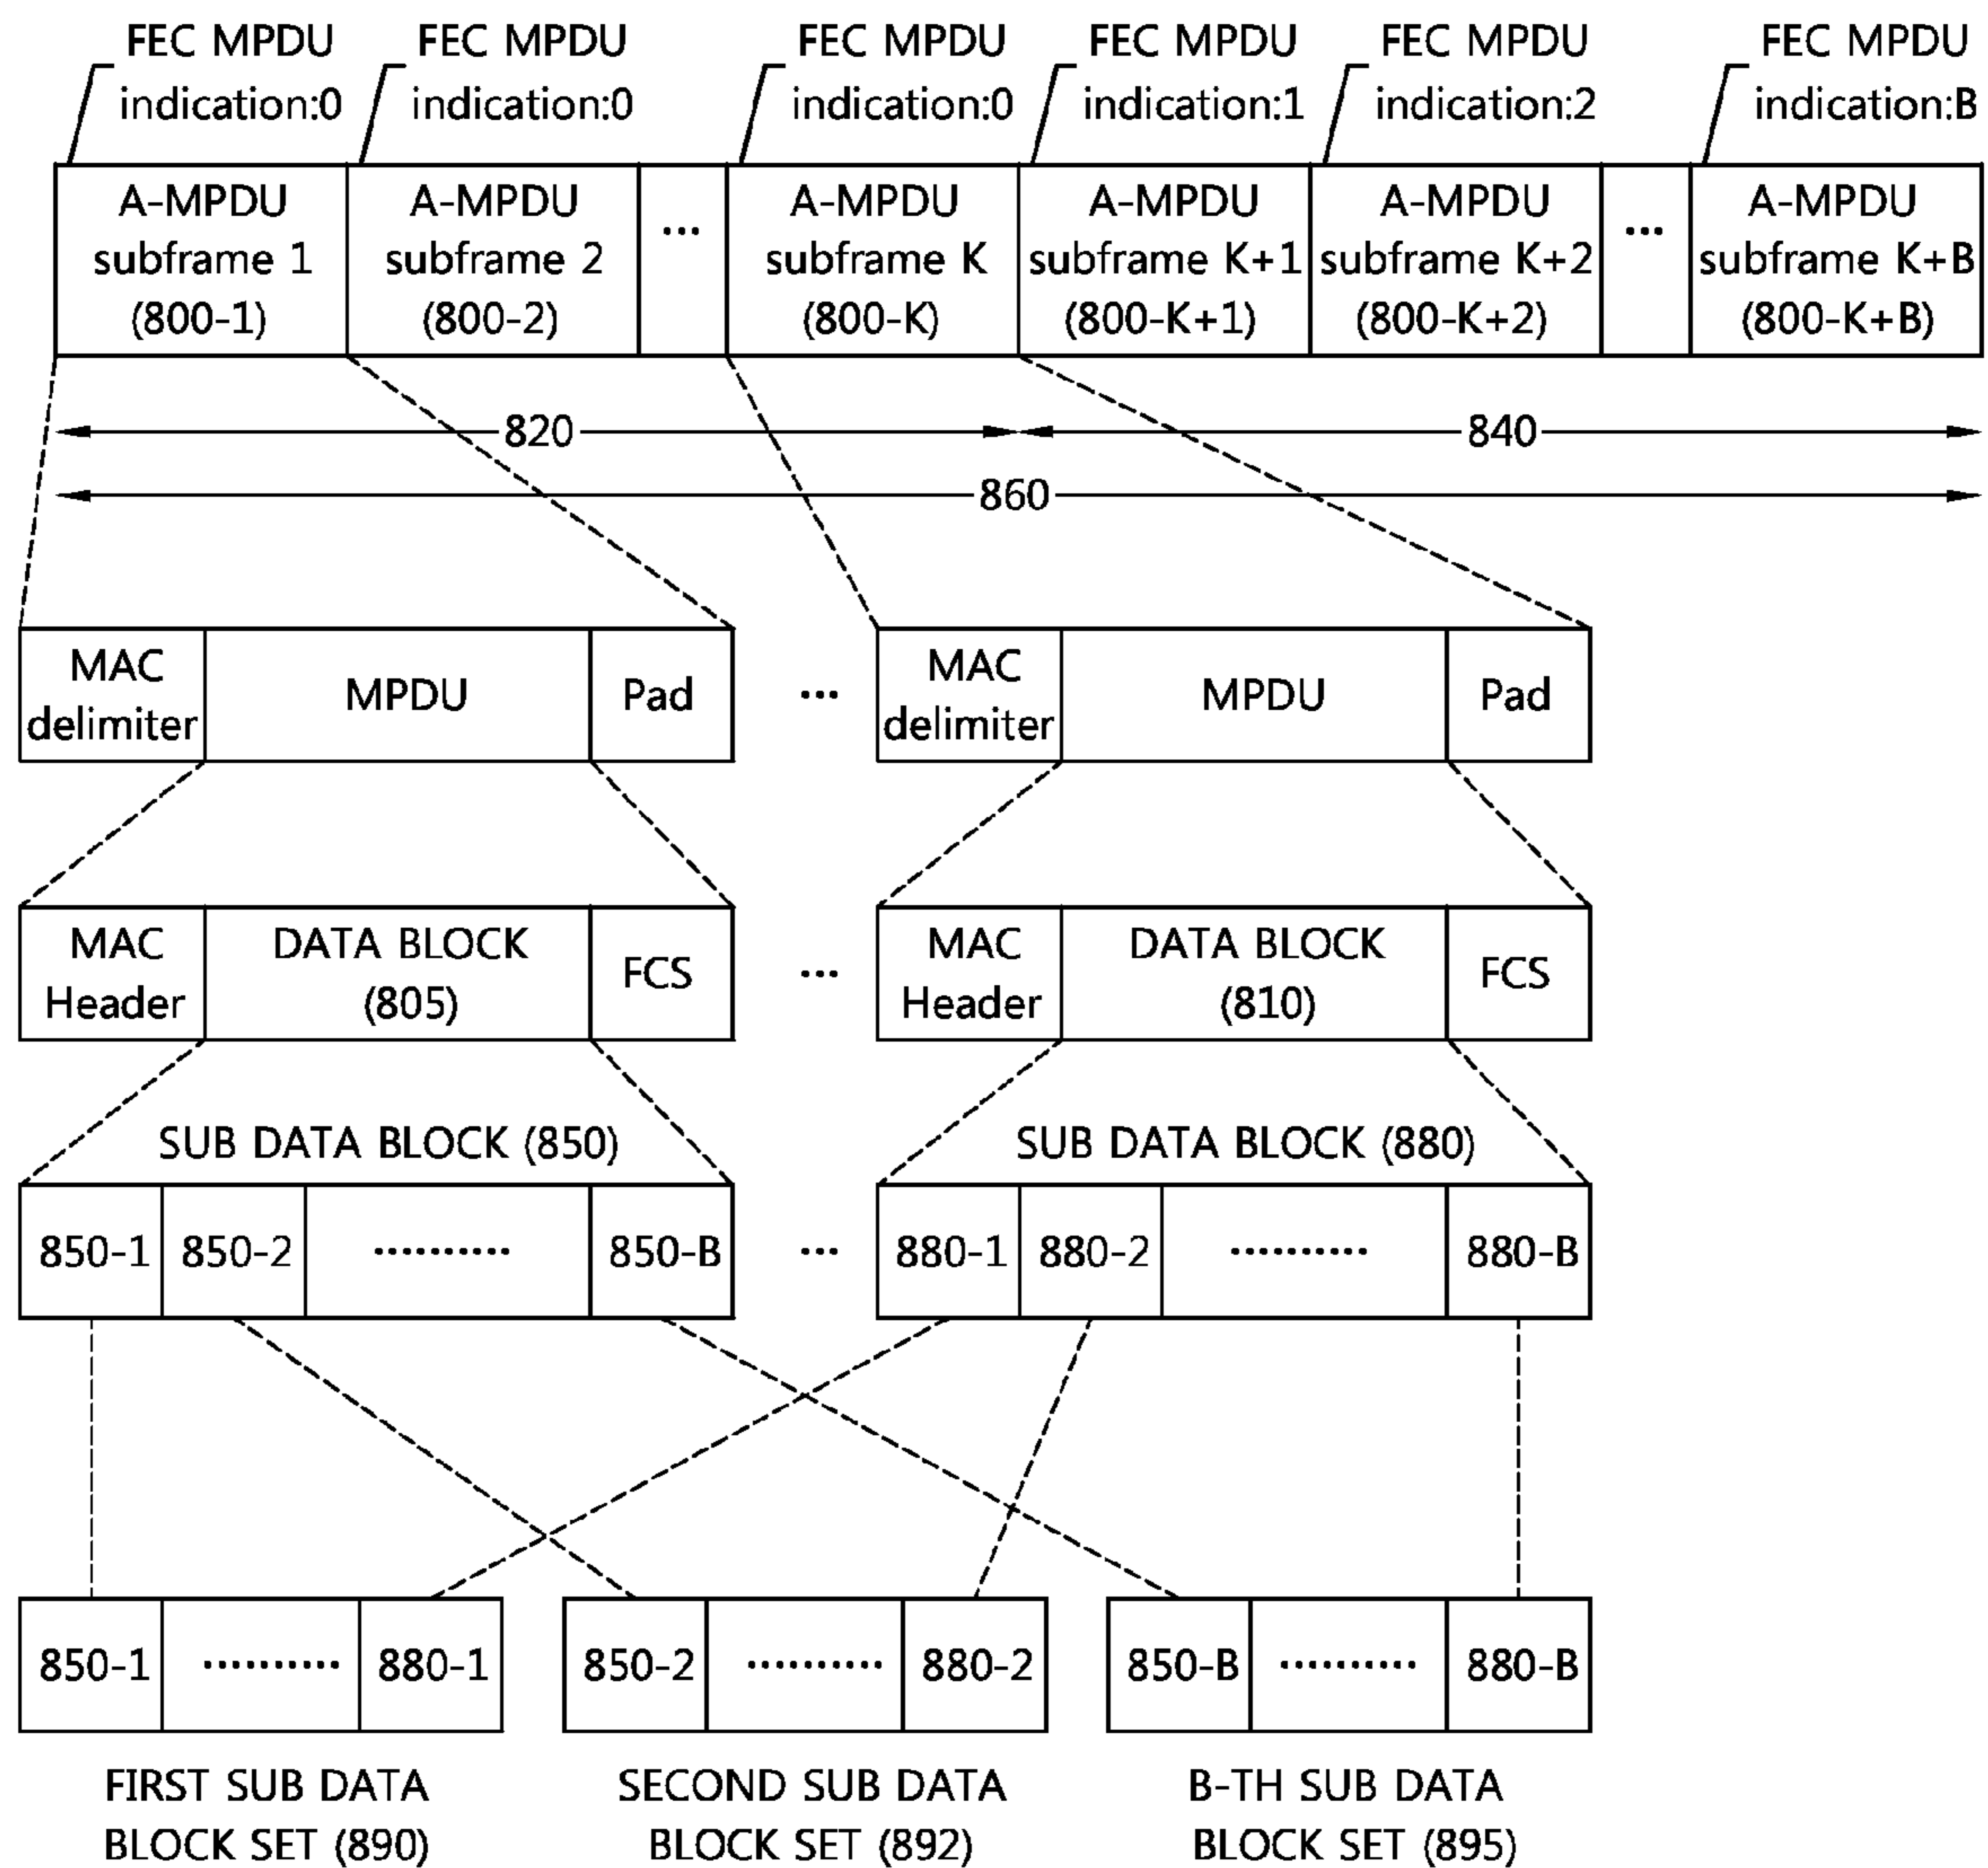 FEC MPDU indication:0
FEC MPDU indication:0
FEC MPDU indication:0
FEC MPDU indication:1
FEC MPDU indication:2
FEC MPDU indication:B
A-MPDU subframe 1 (800-1)
A-MPDU subframe 2 (800-2)
...
A-MPDU subframe K (800-K)
A-MPDU subframe K+1 (800-K+1)
A-MPDU subframe K+2 (800-K+2)
...
A-MPDU subframe K+B (800-K+B)
820
840
860
MAC delimiter
MPDU
Pad
...
MAC delimiter
MPDU
Pad
MAC Header
DATA BLOCK (805)
FCS
...
MAC Header
DATA BLOCK (810)
FCS
SUB DATA BLOCK (850)
SUB DATA BLOCK (880)
850-1
850-2
..........
850-B
...
880-1
880-2
..........
880-B
850-1
..........
880-1
850-2
..........
880-2
850-B
..........
880-B
FIRST SUB DATA BLOCK SET (890)
SECOND SUB DATA BLOCK SET (892)
B-TH SUB DATA BLOCK SET (895)